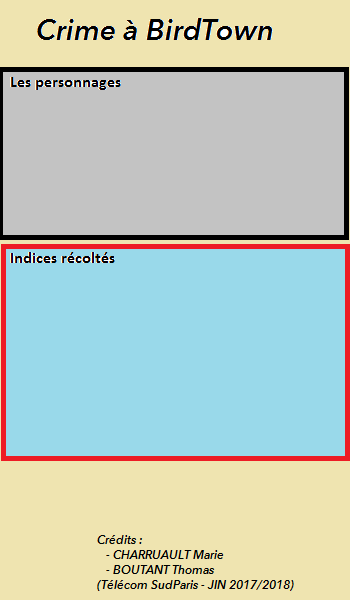 Crime à BirdTown
Les personnages
Indices récoltés
Crédits :
- CHARRUAULT Marie
- BOUTANT Thomas
(Télécom SudParis - JIN 2017/2018)